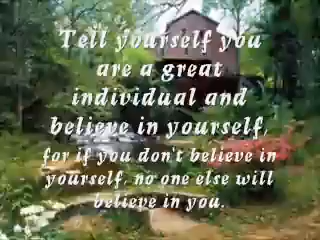 Tell yourself you
are a great
individual and
believe in yourself,
for if you don't believe in
yourself, no one else will
believe in you.